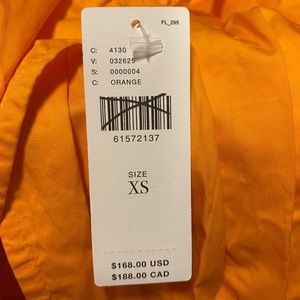 FL_295
C: 4130
V: 032625
S: 0000004
C: ORANGE
61572137
SIZE
XS
$168.00 USD
$188.00 CAD